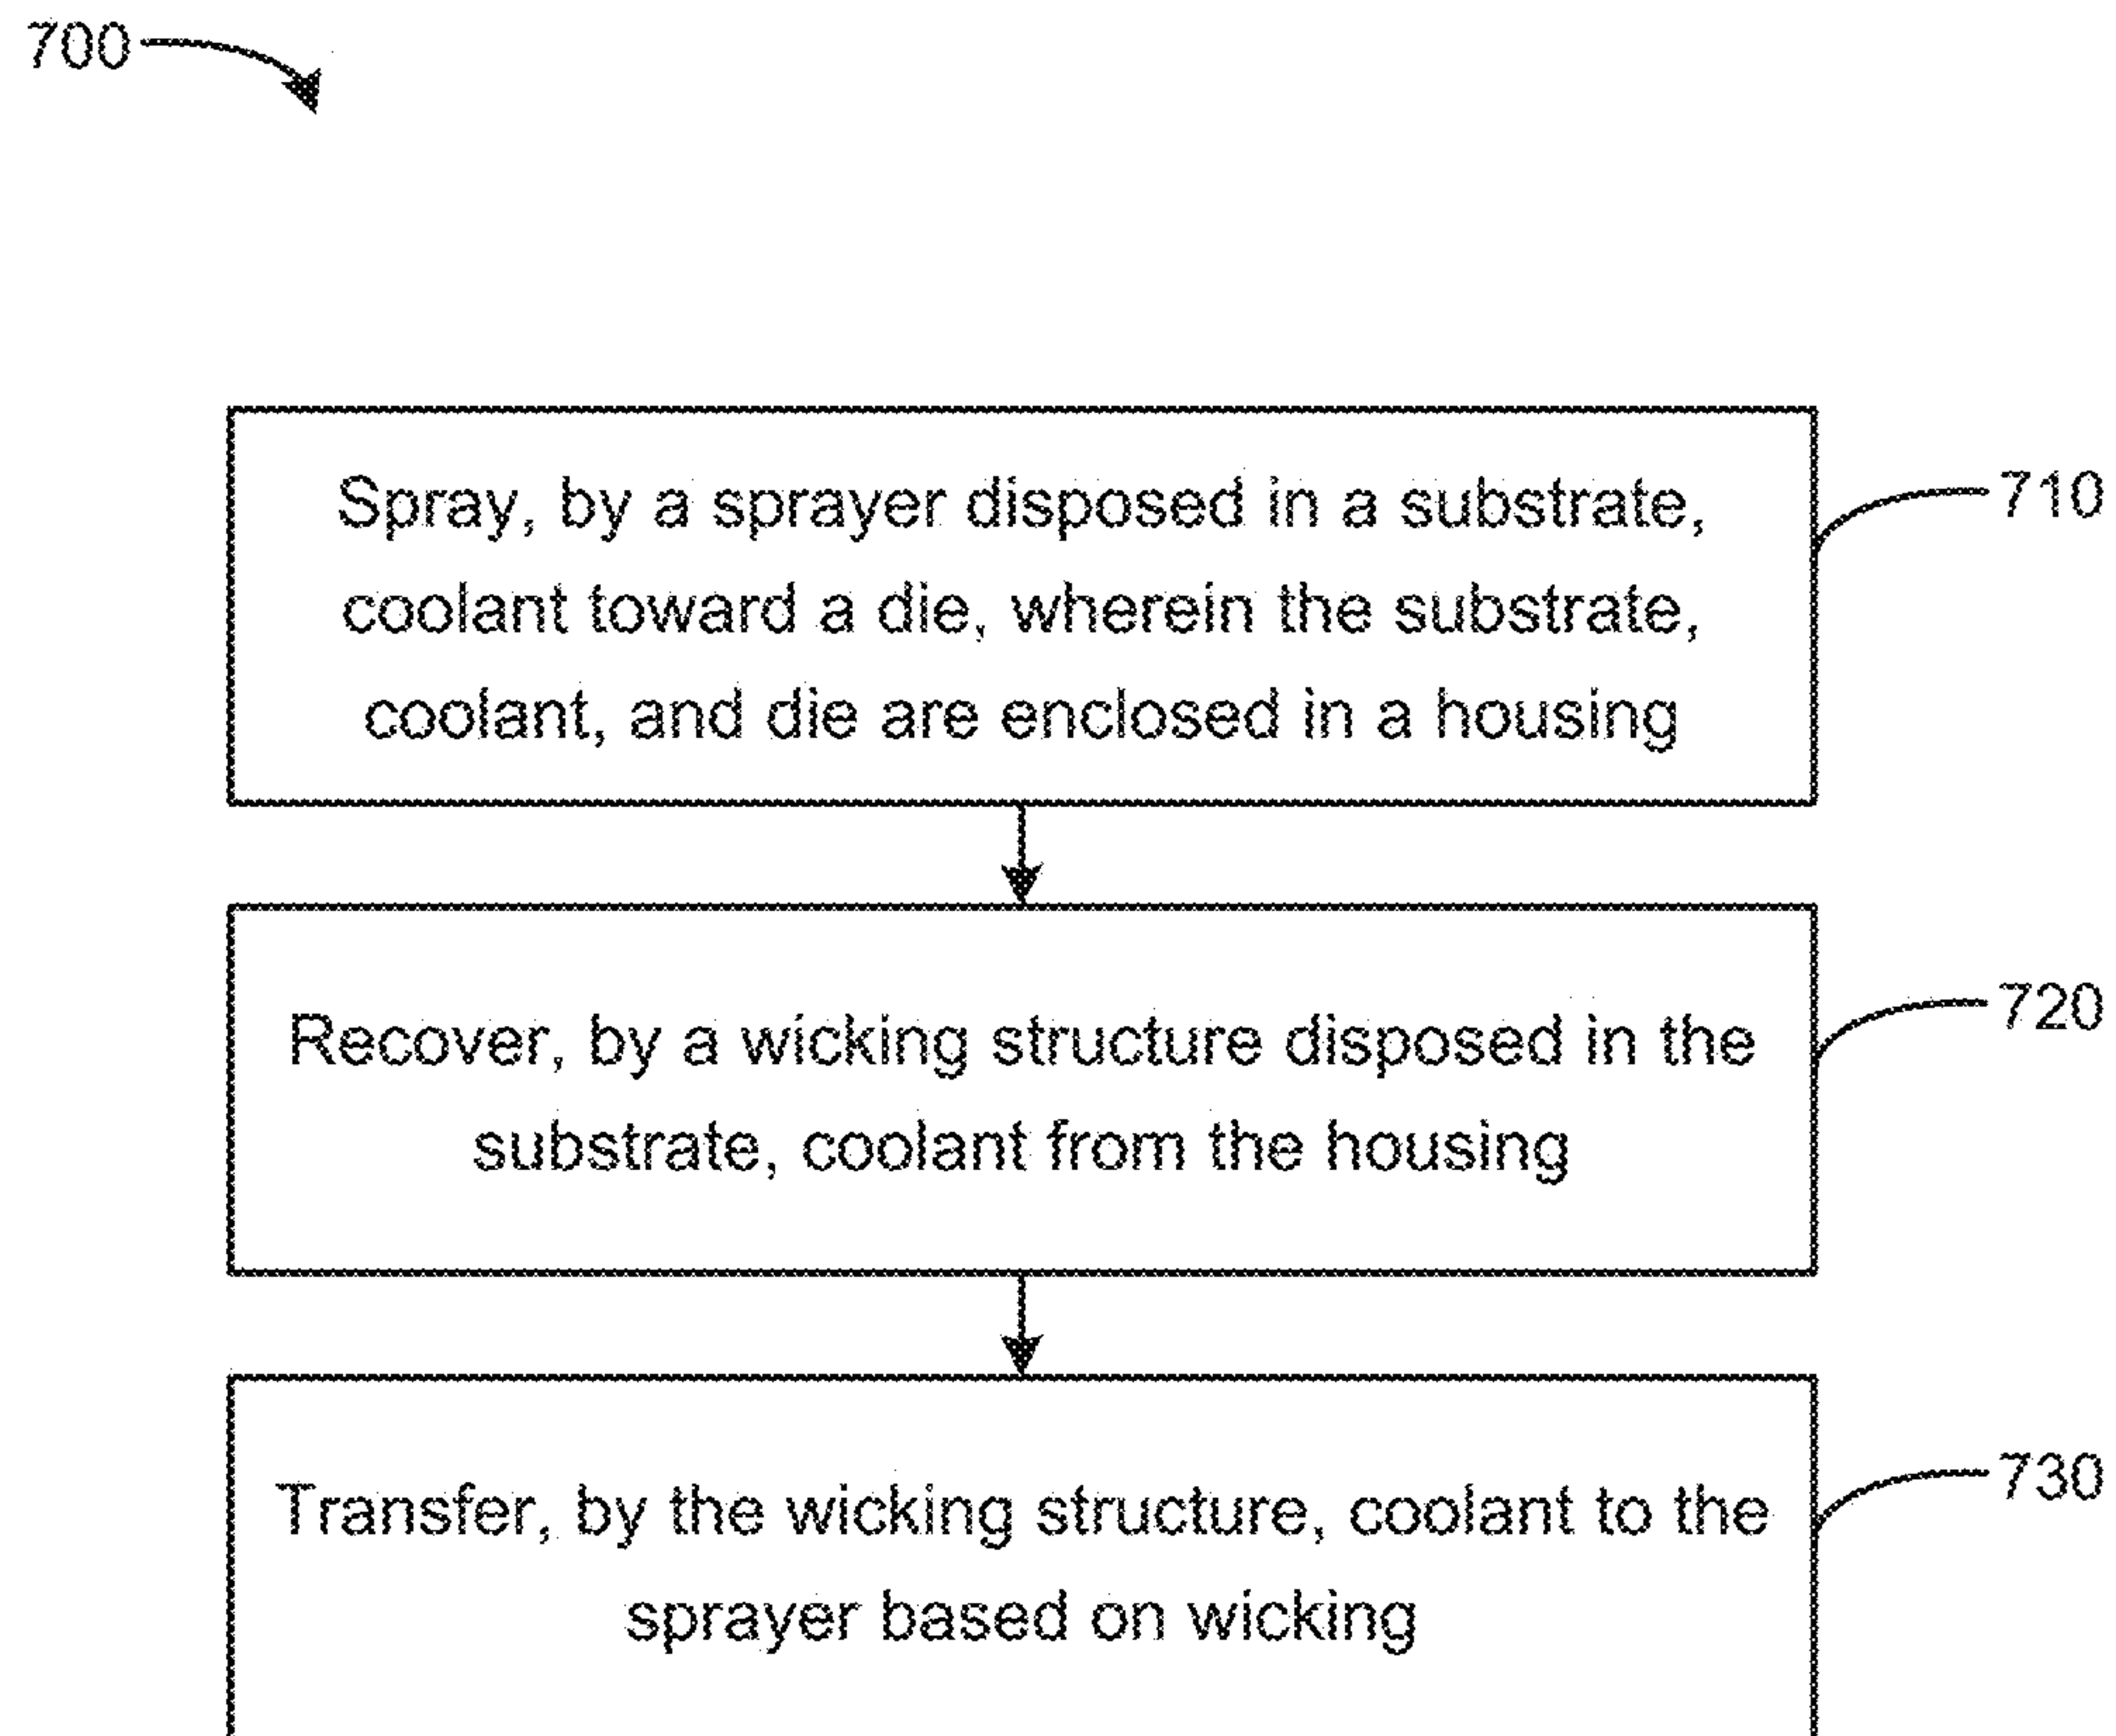 700
Spray, by a sprayer disposed in a substrate,
coolant toward a die, wherein the substrate,
coolant, and die are enclosed in a housing
710
Recover, by a wicking structure disposed in the
substrate, coolant from the housing
720
Transfer, by the wicking structure, coolant to the
sprayer based on wicking
730